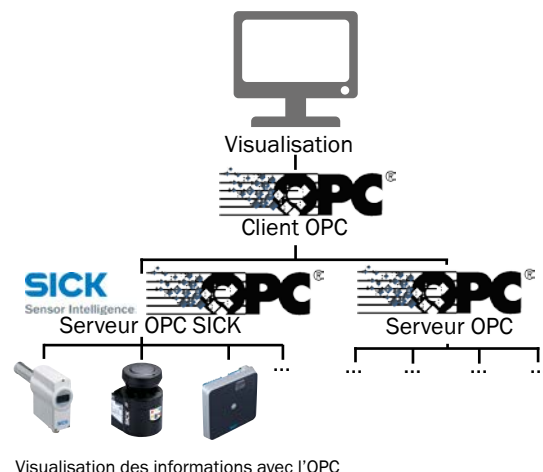 Visualisation
OPC®
Client OPC
SICK
Sensor Intelligence
OPC®
OPC®
Serveur OPC SICK
Serveur OPC
...
... ... ... ..
SICK
Visualisation des informations avec l'OPC